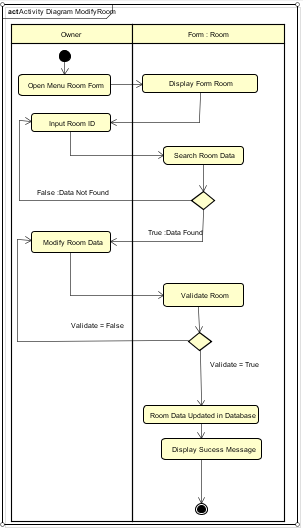 actActivity Diagram ModifyRoom
Owner
Form : Room
Open Menu Room Form
Display Form Room
Input Room ID
Search Room Data
False :Data Not Found
True :Data Found
Modify Room Data
Validate Room
Validate = False
Validate = True
Room Data Updated in Database
Display Sucess Message